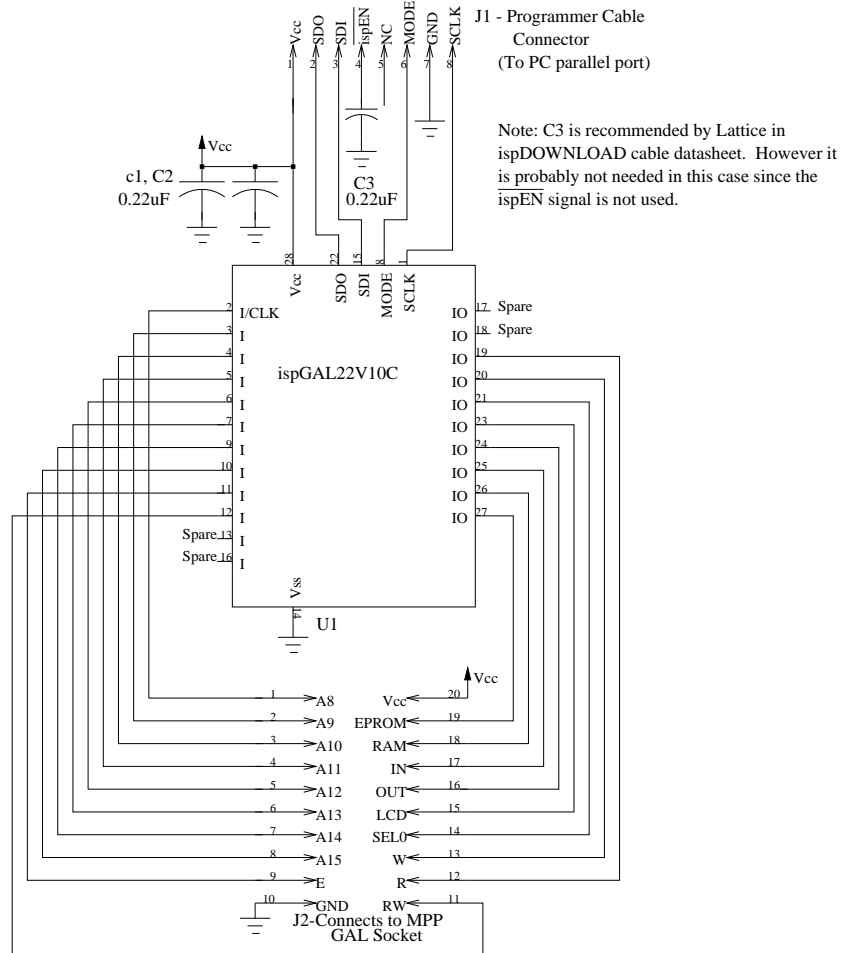 Vcc SDO SDI ispEN NC MODE GND SCLK
1 2 3 4 5 6 7 8
J1 - Programmer Cable
Connector
(To PC parallel port)
Note: C3 is recommended by Lattice in
ispDOWNLOAD cable datasheet. However it
is probably not needed in this case since the
ispEN signal is not used.
Vcc
c1, C2
0.22uF
C3
0.22uF
28 22 15 8 1
Vcc SDO SDI MODE SCLK
2 I/CLK IO 17 Spare
3 I IO 18 Spare
4 I IO 19
ispGAL22V10C
5 I IO 20
6 I IO 21
7 I IO 23
9 I IO 24
10 I IO 25
11 I IO 26
12 I IO 27
Spare 13 I
Spare 16 I
Vss
14
U1
Vcc
1 A8 Vcc 20
2 A9 EPROM 19
3 A10 RAM 18
4 A11 IN 17
5 A12 OUT 16
6 A13 LCD 15
7 A14 SEL0 14
8 A15 W 13
9 E R 12
10 GND RW 11
J2-Connects to MPP
GAL Socket